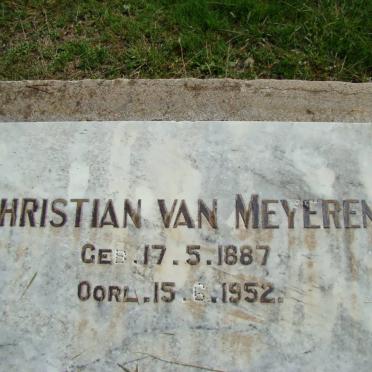 HRISTIAN VAN MEYEREN
GEB. 17.5.1887
OORL. 15.6.1952.